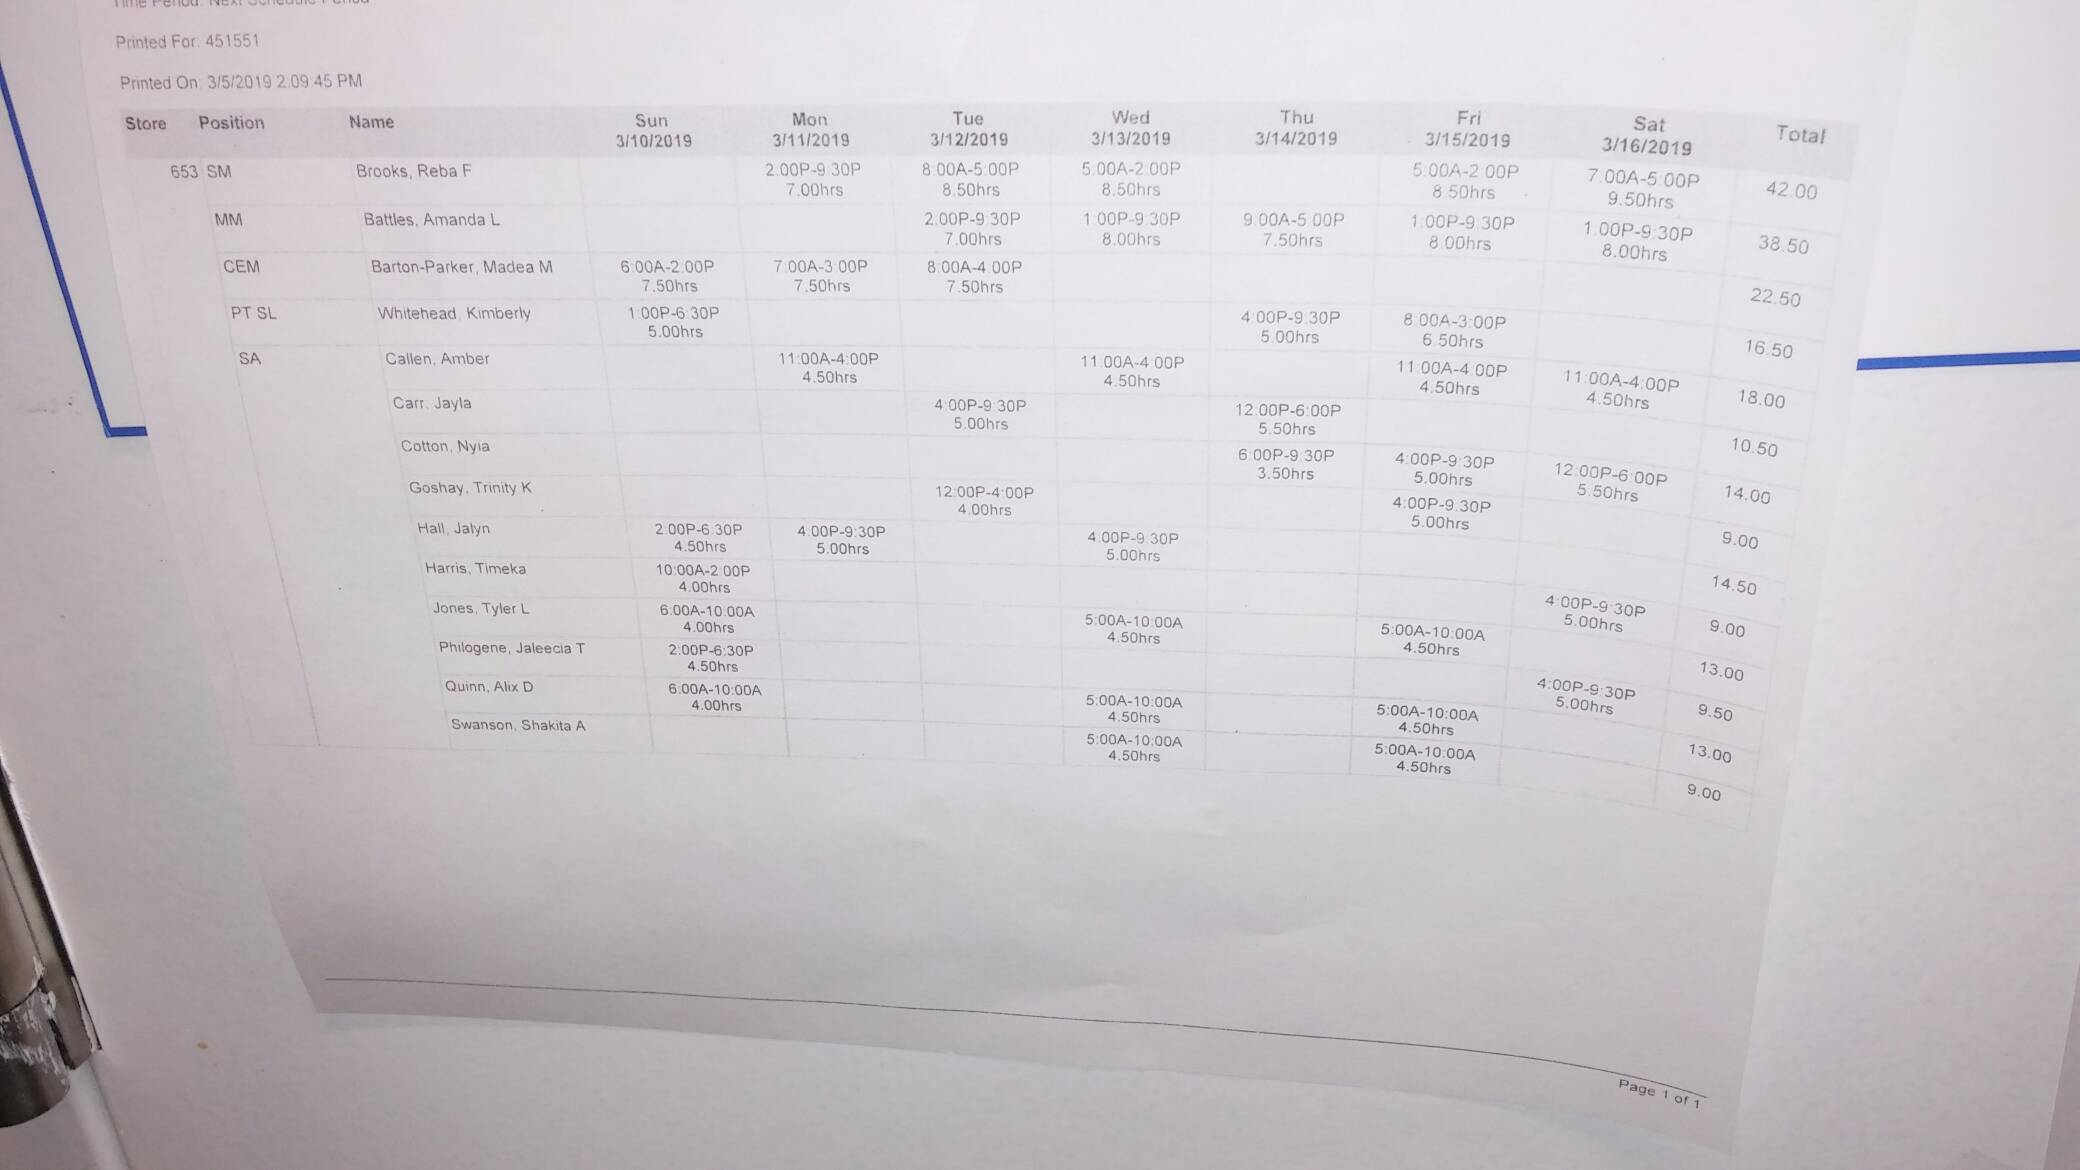 Time Period: Next Schedule Period
Printed For: 451551
Printed On: 3/5/2019 2:09:45 PM
Store Position Name Sun Mon Tue Wed Thu Fri Sat Total
3/10/2019 3/11/2019 3/12/2019 3/13/2019 3/14/2019 3/15/2019 3/16/2019
653 SM Brooks, Reba F 2:00P-9:30P 8:00A-5:00P 5:00A-2:00P 5:00A-2:00P 7:00A-5:00P 42.00
7.00hrs 8.50hrs 8.50hrs 8.50hrs 9.50hrs
MM Battles, Amanda L 2:00P-9:30P 1:00P-9:30P 9:00A-5:00P 1:00P-9:30P 1:00P-9:30P 38.50
7.00hrs 8.00hrs 7.50hrs 8.00hrs 8.00hrs
CEM Barton-Parker, Madea M 6:00A-2:00P 7:00A-3:00P 8:00A-4:00P 22.50
7.50hrs 7.50hrs 7.50hrs
PT SL Whitehead, Kimberly 1:00P-6:30P 4:00P-9:30P 8:00A-3:00P 16.50
5.00hrs 5.00hrs 6.50hrs
SA Callen, Amber 11:00A-4:00P 11:00A-4:00P 11:00A-4:00P 11:00A-4:00P 18.00
4.50hrs 4.50hrs 4.50hrs 4.50hrs
Carr, Jayla 4:00P-9:30P 12:00P-6:00P 10.50
5.00hrs 5.50hrs
Cotton, Nyia 6:00P-9:30P 4:00P-9:30P 12:00P-6:00P 14.00
3.50hrs 5.00hrs 5.50hrs
Goshay, Trinity K 12:00P-4:00P 4:00P-9:30P 9.00
4.00hrs 5.00hrs
Hall, Jalyn 2:00P-6:30P 4:00P-9:30P 4:00P-9:30P 14.50
4.50hrs 5.00hrs 5.00hrs
Harris, Timeka 10:00A-2:00P 4:00P-9:30P 9.00
4.00hrs 5.00hrs
Jones, Tyler L 6:00A-10:00A 5:00A-10:00A 5:00A-10:00A 13.00
4.00hrs 4.50hrs 4.50hrs
Philogene, Jaleecia T 2:00P-6:30P 4:00P-9:30P 9.50
4.50hrs 5.00hrs
Quinn, Alix D 6:00A-10:00A 5:00A-10:00A 5:00A-10:00A 13.00
4.00hrs 4.50hrs 4.50hrs
Swanson, Shakita A 5:00A-10:00A 5:00A-10:00A 9.00
4.50hrs 4.50hrs
Page 1 of 1